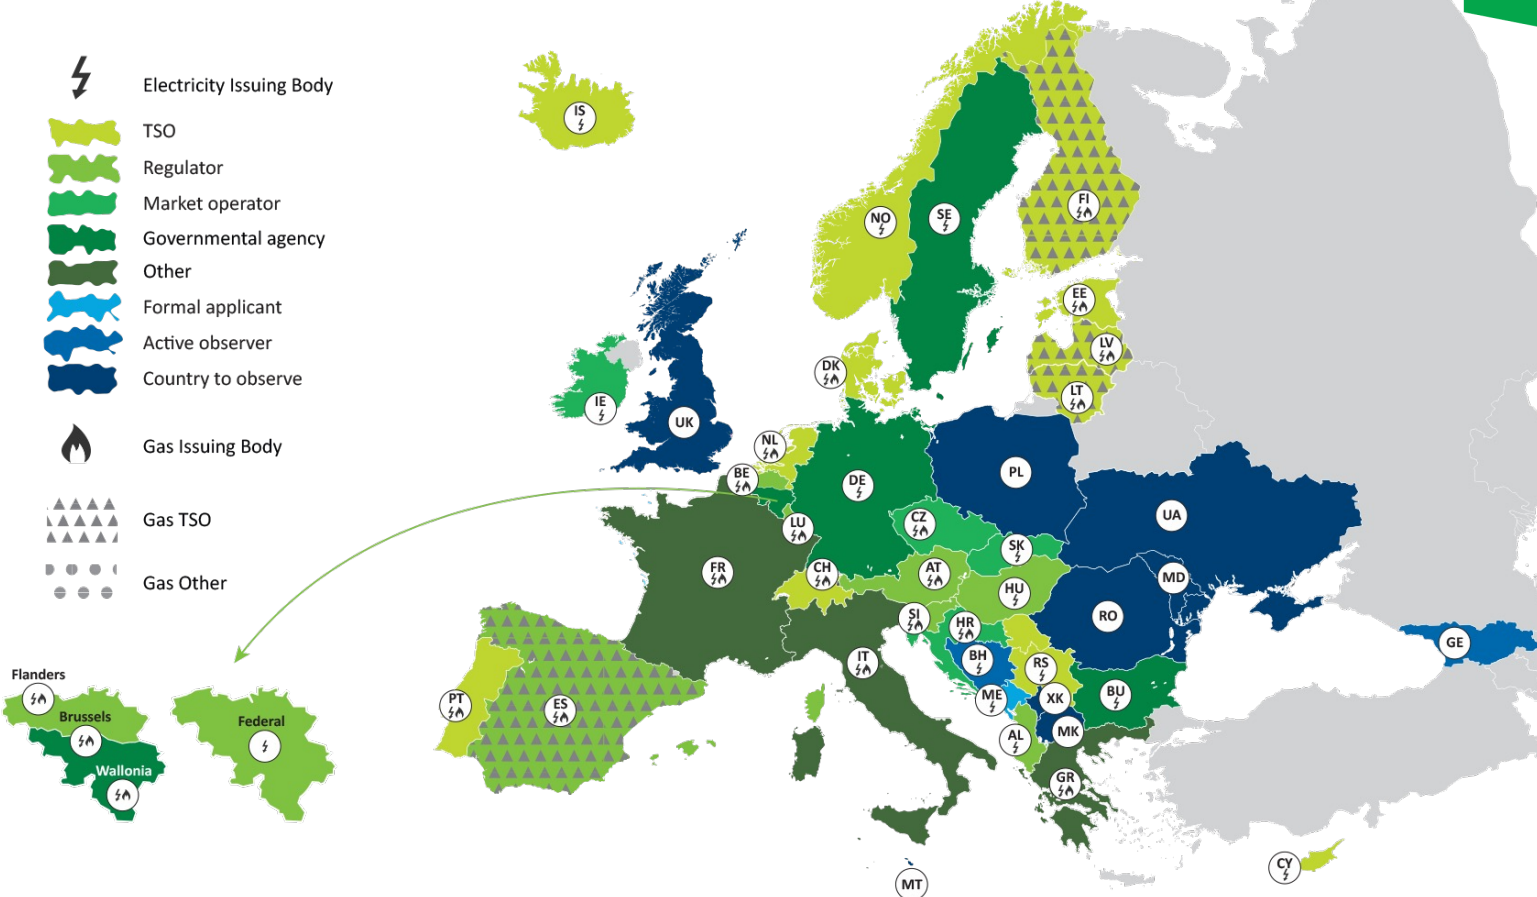 Electricity Issuing Body
TSO
Regulator
Market operator
Governmental agency
Other
Formal applicant
Active observer
Country to observe
Gas Issuing Body
Gas TSO
Gas Other
IS
NO
SE
FI
EE
LV
LT
DK
IE
UK
NL
BE
DE
PL
LU
CZ
UA
SK
FR
CH
AT
HU
MD
SI
HR
RO
GE
IT
BH
RS
ME
XK
BU
PT
ES
AL
MK
GR
CY
MT
Flanders
Brussels
Wallonia
Federal